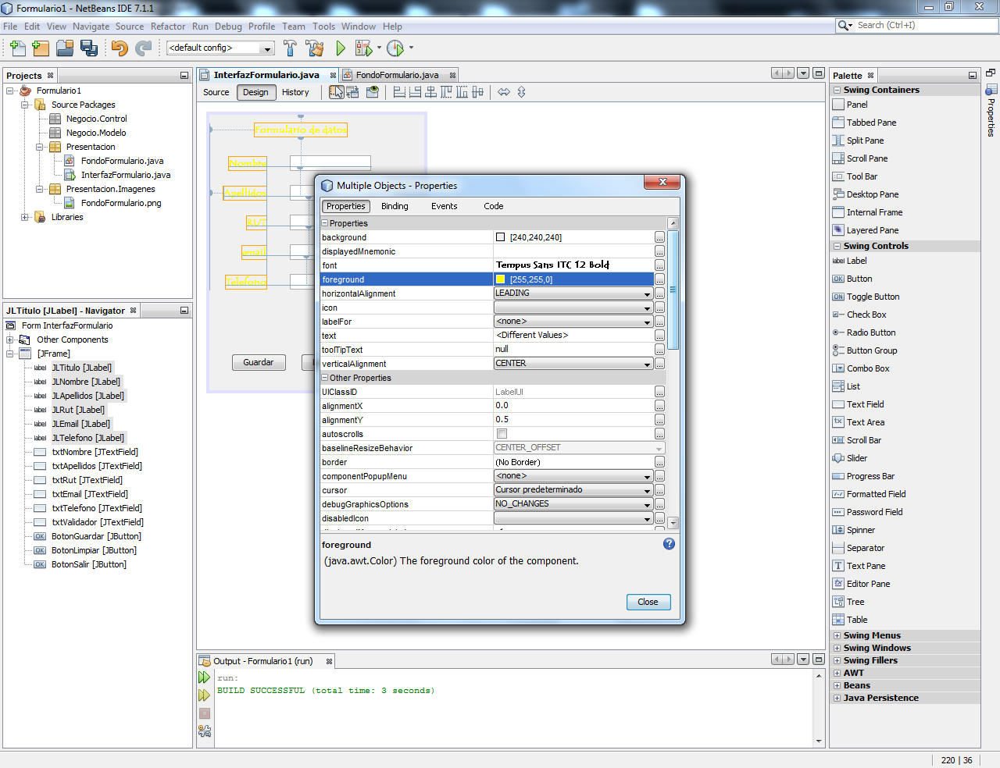 Formulario1 - NetBeans IDE 7.1.1
File Edit View Navigate Source Refactor Run Debug Profile Team Tools Window Help
Search (Ctrl+I)
<default config>
Projects
Formulario1
Source Packages
Negocio.Control
Negocio.Modelo
Presentacion
FondoFormulario.java
InterfazFormulario.java
Presentacion.Imagenes
FondoFormulario.png
Libraries
JLTitulo [JLabel] - Navigator
Form InterfazFormulario
Other Components
[JFrame]
label JLTitulo [JLabel]
label JLNombre [JLabel]
label JLApellidos [JLabel]
label JLRut [JLabel]
label JLEmail [JLabel]
label JLTelefono [JLabel]
txtNombre [JTextField]
txtApellidos [JTextField]
txtRut [JTextField]
txtEmail [JTextField]
txtTelefono [JTextField]
txtValidador [JTextField]
OK BotonGuardar [JButton]
OK BotonLimpiar [JButton]
OK BotonSalir [JButton]
InterfazFormulario.java
FondoFormulario.java
Source Design History
Formulario de datos
Nombre
Apellidos
email
Telefono
Guardar
Multiple Objects - Properties
Properties Binding Events Code
Properties
background [240,240,240]
displayedMnemonic
font Tempus Sans ITC 12 Bold
foreground [255,255,0]
horizontalAlignment LEADING
icon
labelFor <none>
text <Different Values>
toolTipText null
verticalAlignment CENTER
Other Properties
UIClassID LabelUI
alignmentX 0.0
alignmentY 0.5
autoscrolls
baselineResizeBehavior CENTER_OFFSET
border (No Border)
componentPopupMenu <none>
cursor Cursor predeterminado
debugGraphicsOptions NO_CHANGES
disabledIcon
foreground
(java.awt.Color) The foreground color of the component.
Close
Output - Formulario1 (run)
run:
BUILD SUCCESSFUL (total time: 3 seconds)
Palette
Swing Containers
Panel
Tabbed Pane
Split Pane
Scroll Pane
Tool Bar
Desktop Pane
Internal Frame
Layered Pane
Swing Controls
label Label
OK Button
ON Toggle Button
Check Box
Radio Button
Button Group
Combo Box
List
Text Field
Text Area
Scroll Bar
Slider
Progress Bar
Formatted Field
Password Field
Spinner
Separator
Text Pane
Editor Pane
Tree
Table
Swing Menus
Swing Windows
Swing Fillers
AWT
Beans
Java Persistence
Properties
220 | 36